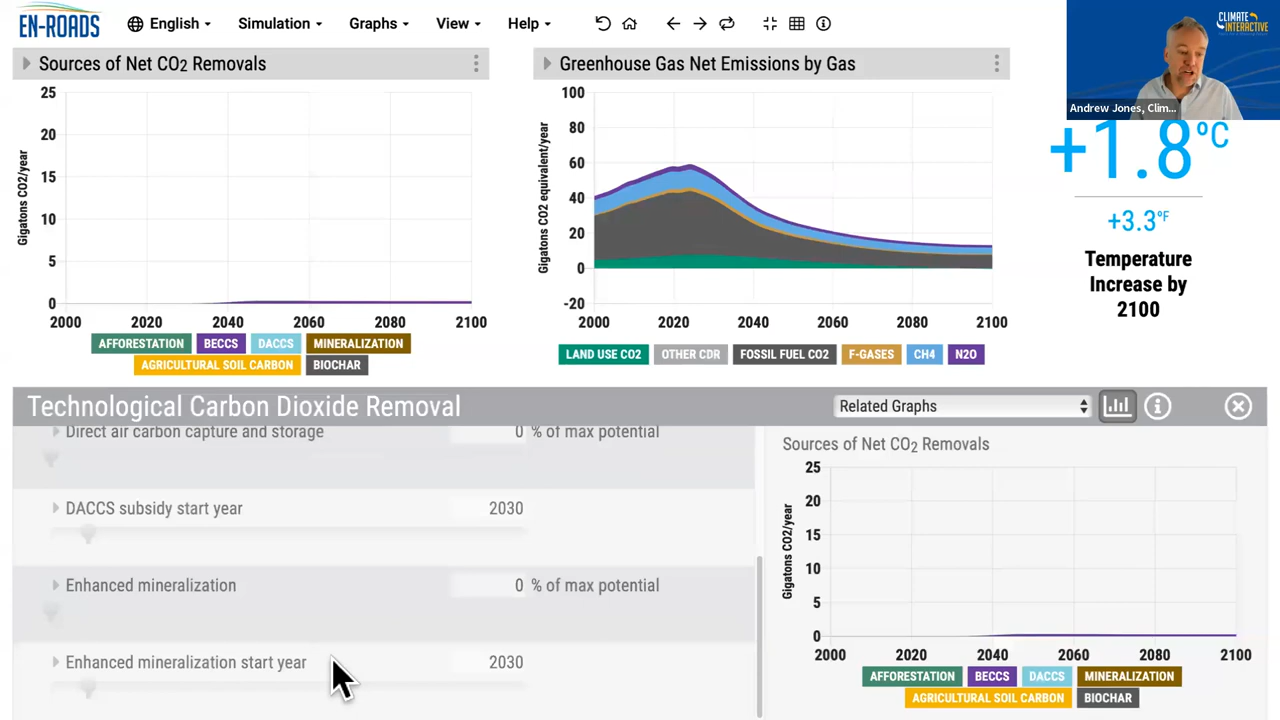 EN-ROADS
English
Simulation
Graphs
View
Help
CLIMATE
INTERACTIVE
Andrew Jones, Clim...
Sources of Net CO2 Removals
25
20
15
10
5
0
Gigatons CO2/year
2000 2020 2040 2060 2080 2100
AFFORESTATION BECCS DACCS MINERALIZATION
AGRICULTURAL SOIL CARBON BIOCHAR
Greenhouse Gas Net Emissions by Gas
100
80
60
40
20
0
-20
Gigatons CO2 equivalent/year
2000 2020 2040 2060 2080 2100
LAND USE CO2 OTHER CDR FOSSIL FUEL CO2 F-GASES CH4 N2O
+1.8°C
+3.3°F
Temperature
Increase by
2100
Technological Carbon Dioxide Removal
Related Graphs
Direct air carbon capture and storage 0 % of max potential
DACCS subsidy start year 2030
Enhanced mineralization 0 % of max potential
Enhanced mineralization start year 2030
Sources of Net CO2 Removals
25
20
15
10
5
0
Gigatons CO2/year
2000 2020 2040 2060 2080 2100
AFFORESTATION BECCS DACCS MINERALIZATION
AGRICULTURAL SOIL CARBON BIOCHAR